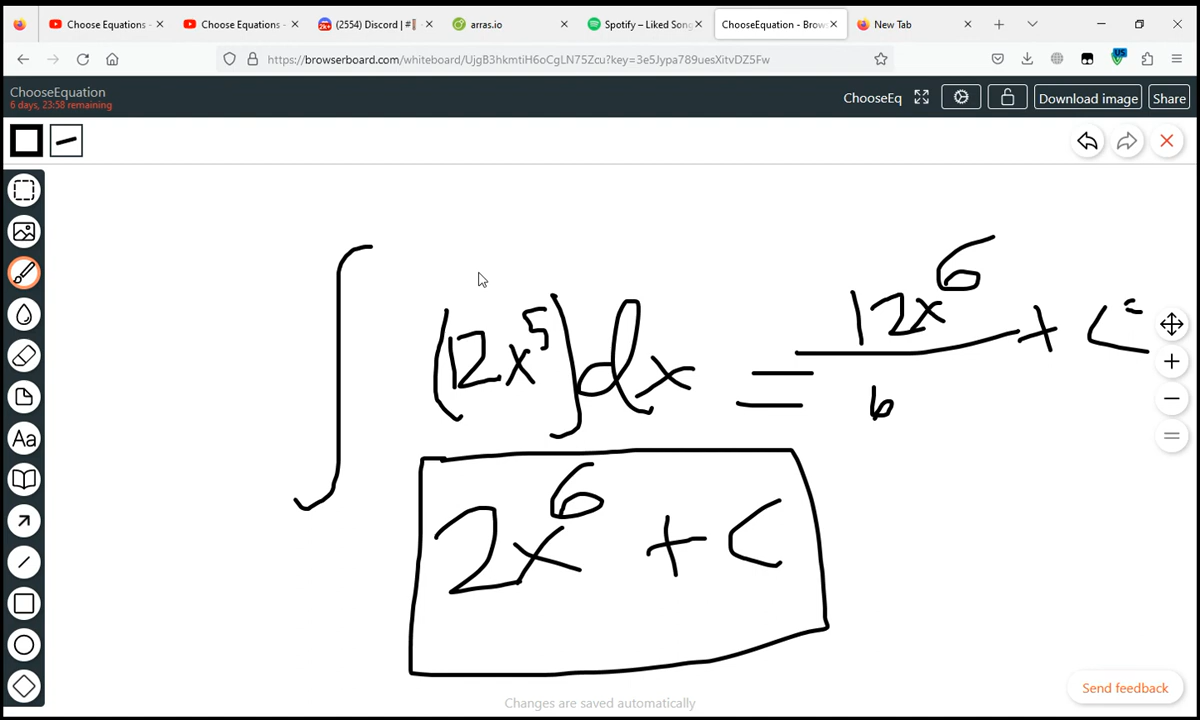 Choose Equations -
Choose Equations -
(2554) Discord | #
arras.io
Spotify – Liked Song
ChooseEquation - Brow
New Tab
https://browserboard.com/whiteboard/UjgB3hkmtiH6oCgLN75Zcu?key=3e5Jypa789uesXitvDZ5Fw
US
ChooseEquation
6 days, 23:58 remaining
ChooseEq
Download image
Share
Aa
∫ (12x⁵)dx = 12x⁶/6 + C =
2x⁶ + C
Changes are saved automatically
Send feedback